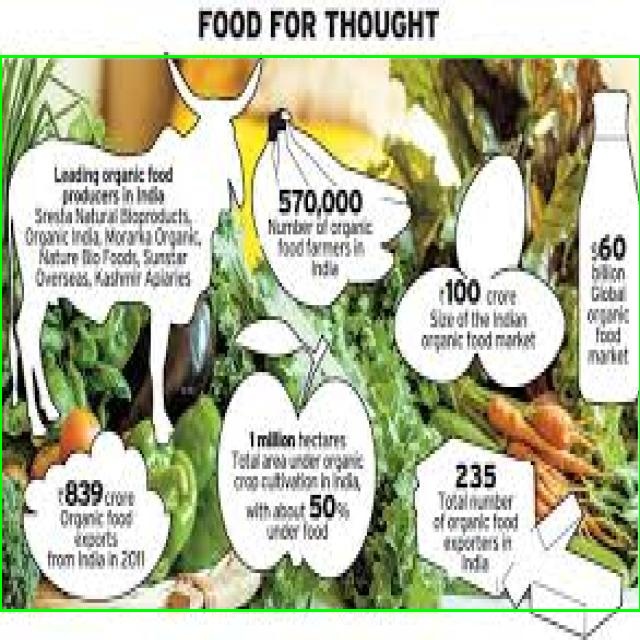 FOOD FOR THOUGHT
Leading organic food
producers in India
Sresta Natural Bioproducts,
Organic India, Morarka Organic,
Nature Bio Foods, Sunstar
Overseas, Kashmir Apiaries
570,000
Number of organic
food farmers in
India
₹100 crore
Size of the Indian
organic food market
$60
billion
Global
organic
food
market
₹839 crore
Organic food
exports
from India in 2011
1 million hectares
Total area under organic
crop cultivation in India,
with about 50%
under food
235
Total number
of organic food
exporters in
India